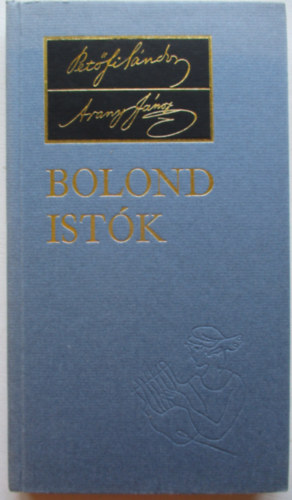 Petőfi Sándor
Arany János
BOLOND
ISTÓK